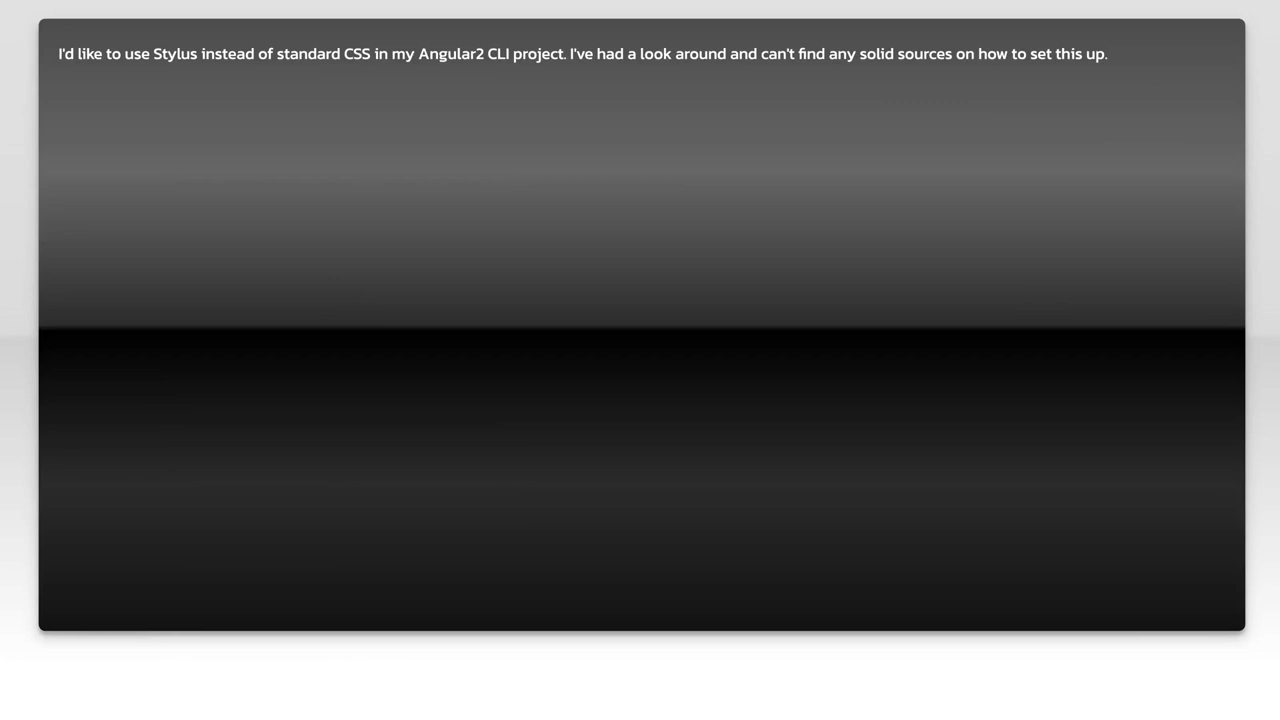 I'd like to use Stylus instead of standard CSS in my Angular2 CLI project. I've had a look around and can't find any solid sources on how to set this up.